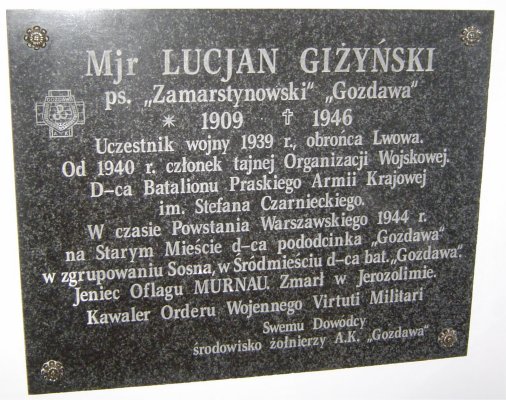 Mjr LUCJAN GIŻYŃSKI
ps. „Zamarstynowski" „Gozdawa"
✶ 1909 ✝ 1946
Uczestnik wojny 1939 r., obrońca Lwowa.
Od 1940 r. członek tajnej Organizacji Wojskowej.
D-ca Batalionu Praskiego Armii Krajowej
im. Stefana Czarnieckiego.
W czasie Powstania Warszawskiego 1944 r.
na Starym Mieście d-ca pododcinka „Gozdawa"
w zgrupowaniu Sosna, w Śródmieściu d-ca bat. „Gozdawa".
Jeniec Oflagu MURNAU. Zmarł w Jerozolimie.
Kawaler Orderu Wojennego Virtuti Militari
Swemu Dowódcy
środowisko żołnierzy A.K. „Gozdawa"